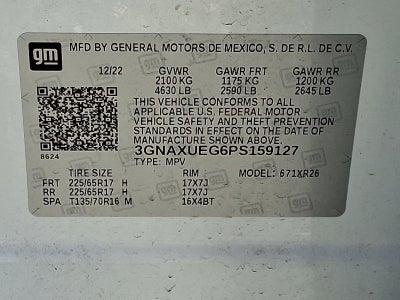 gm
MFD BY GENERAL MOTORS DE MEXICO, S. DE R.L. DE C.V.
12/22 GVWR GAWR FRT GAWR RR
2100 KG 1175 KG 1200 KG
4630 LB 2590 LB 2645 LB
THIS VEHICLE CONFORMS TO ALL
APPLICABLE U.S. FEDERAL MOTOR
VEHICLE SAFETY AND THEFT PREVENTION
STANDARDS IN EFFECT ON THE DATE OF
MANUFACTURE SHOWN ABOVE.
8624
3GNAXUEG6PS159127
TYPE: MPV
TIRE SIZE RIM MODEL: 671XR26
FRT 225/65R17 H 17X7J
RR 225/65R17 H 17X7J
SPA T135/70R16 M 16X4BT